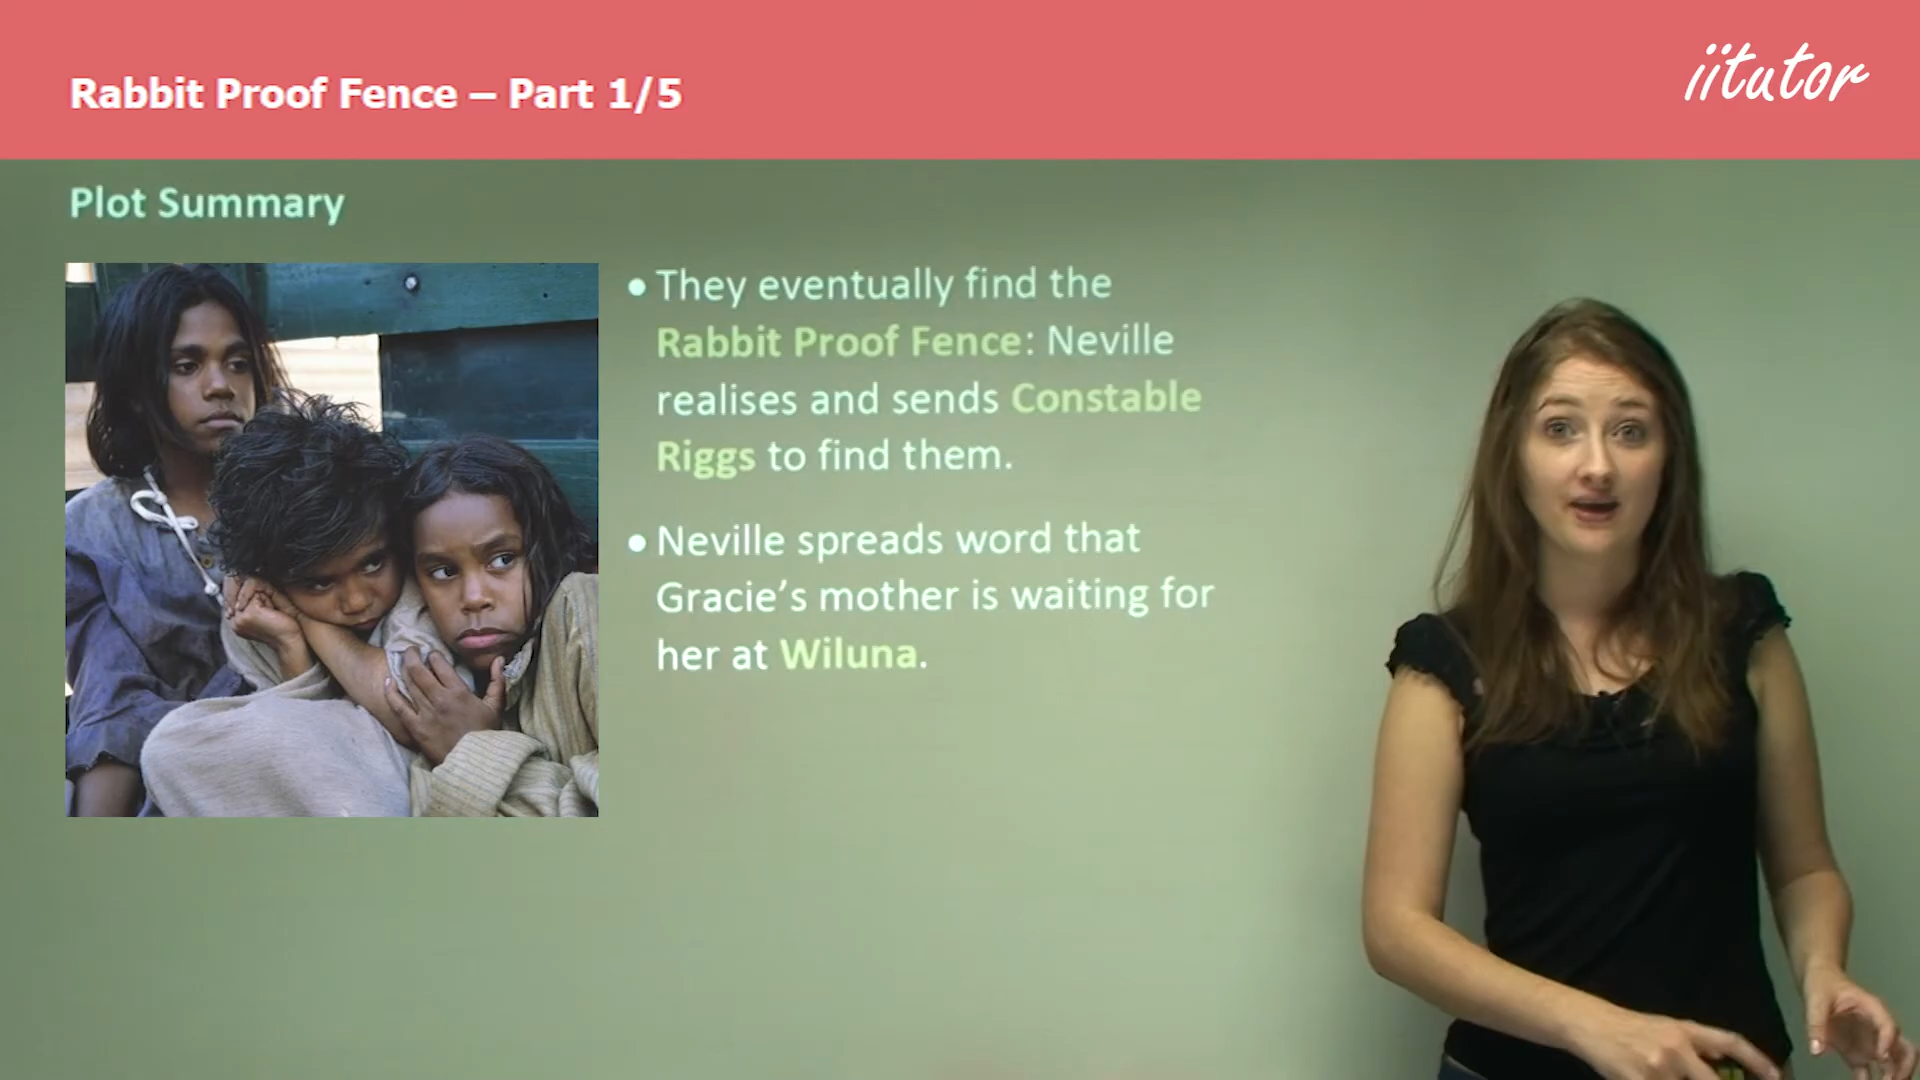 Rabbit Proof Fence – Part 1/5
iitutor
Plot Summary
• They eventually find the
Rabbit Proof Fence: Neville
realises and sends Constable
Riggs to find them.
• Neville spreads word that
Gracie’s mother is waiting for
her at Wiluna.